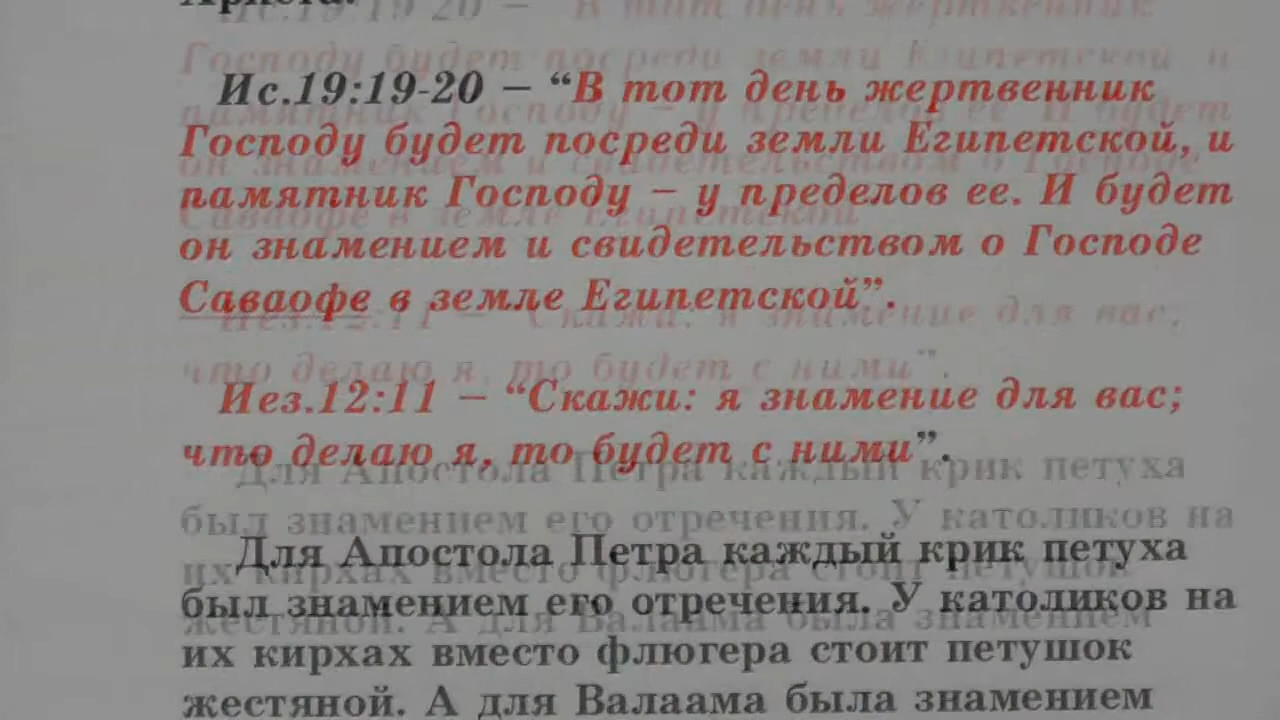 Ис.19:19-20 – “В тот день жертвенник
Господу будет посреди земли Египетской, и
памятник Господу – у пределов ее. И будет
он знамением и свидетельством о Господе
Саваофе в земле Египетской”.
Иез.12:11 – “Скажи: я знамение для вас;
что делаю я, то будет с ними”.
Для Апостола Петра каждый крик петуха
был знамением его отречения. У католиков на
их кирхах вместо флюгера стоит петушок
жестяной. А для Валаама была знамением